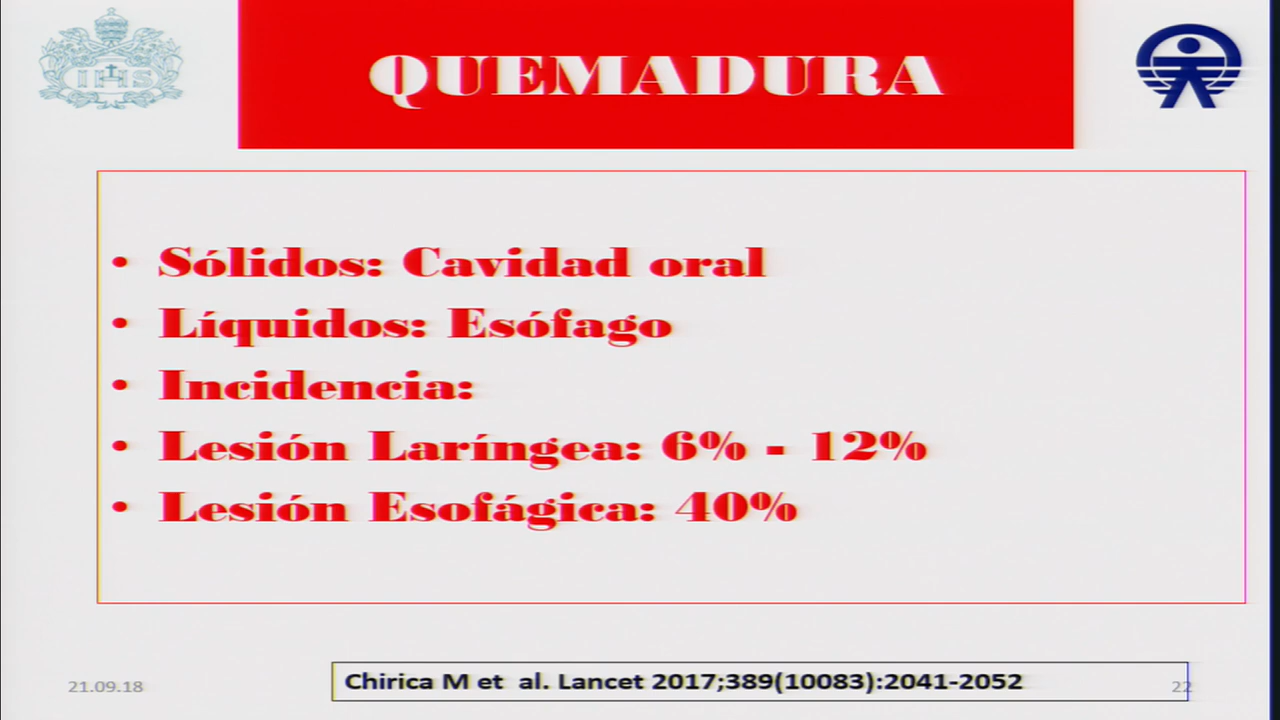 IHS
QUEMADURA
• Sólidos: Cavidad oral
• Líquidos: Esófago
• Incidencia:
• Lesión Laríngea: 6% - 12%
• Lesión Esofágica: 40%
21.09.18
Chirica M et al. Lancet 2017;389(10083):2041-2052
22